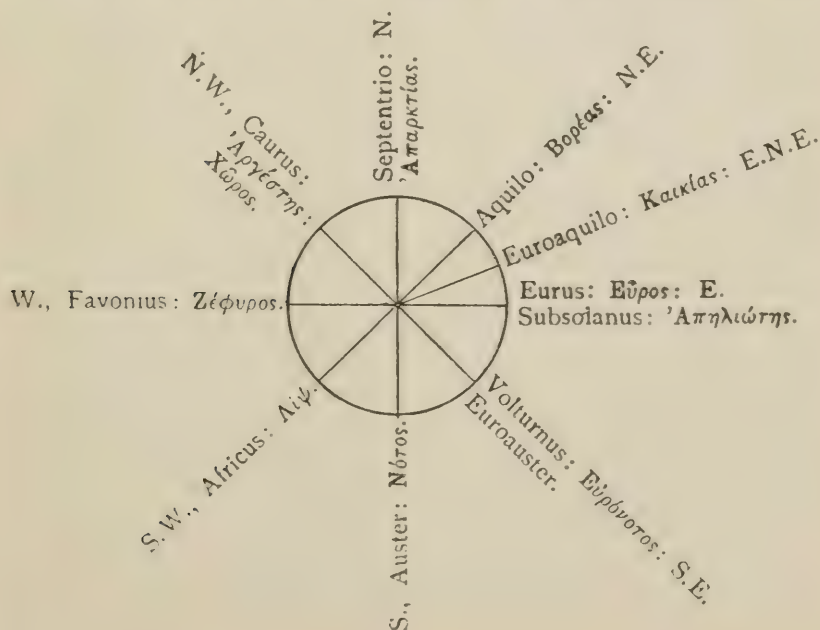 Septentrio: N.
Ἀπαρκτίας.
N.W., Caurus:
Ἀργέστης:
Χῶρος.
Aquilo: Βορέας: N.E.
Euroaquilo: Καικίας: E.N.E.
W., Favonius: Ζέφυρος.
Eurus: Εὖρος: E.
Subsolanus: Ἀπηλιώτης.
S.W., Africus: Λίψ.
S., Auster: Νότος.
Volturnus: Εὐρόνοτος: S.E.
Euroauster.